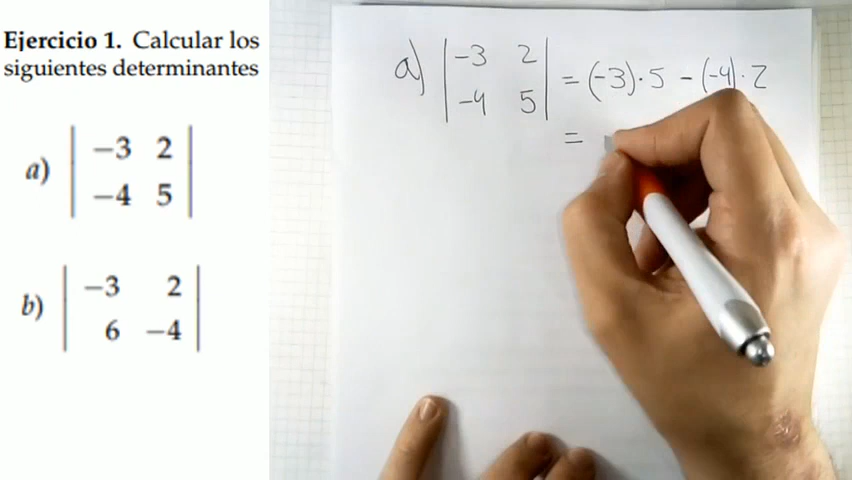 Ejercicio 1. Calcular los
siguientes determinantes
a) | −3 2 |
| −4 5 |
b) | −3 2 |
| 6 −4 |
a) | −3 2 | = (−3)·5 − (−4)·2
| −4 5 |
=